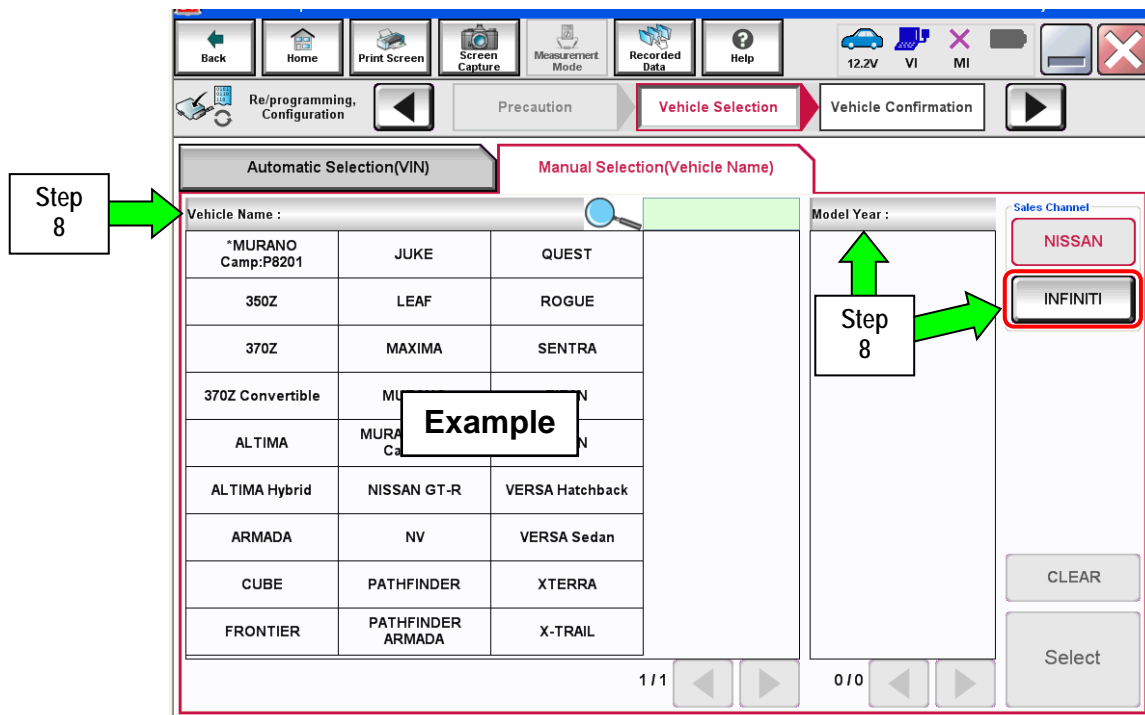 Back
Home
Print Screen
Screen
Capture
Measurement
Mode
Recorded
Data
Help
12.2V
VI
MI
Re/programming,
Configuration
Precaution
Vehicle Selection
Vehicle Confirmation
Automatic Selection(VIN)
Manual Selection(Vehicle Name)
Step
8
Vehicle Name :
Model Year :
Sales Channel
*MURANO
Camp:P8201
JUKE
QUEST
NISSAN
350Z
LEAF
ROGUE
INFINITI
370Z
MAXIMA
SENTRA
Step
8
370Z Convertible
Example
ALTIMA
ALTIMA Hybrid
NISSAN GT-R
VERSA Hatchback
ARMADA
NV
VERSA Sedan
CUBE
PATHFINDER
XTERRA
CLEAR
FRONTIER
PATHFINDER
ARMADA
X-TRAIL
Select
1/1
0/0